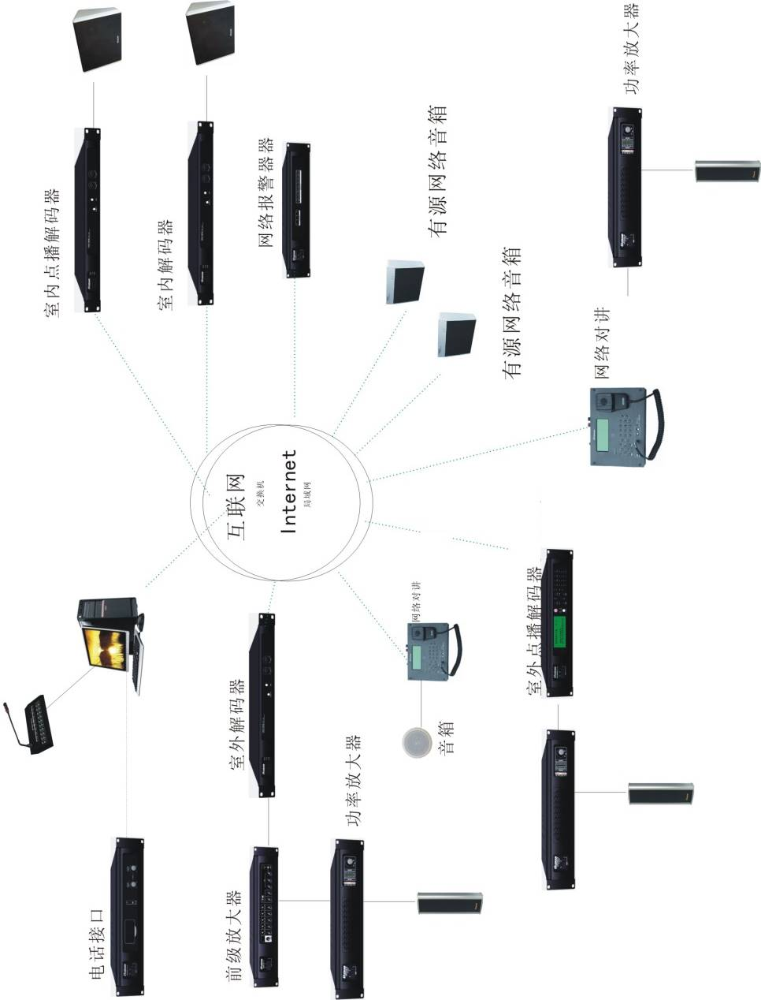 电话接口
室内点播解码器
室内解码器
网络报警器器
有源网络音箱
有源网络音箱
网络对讲
功率放大器
互联网
交换机
Internet
局域网
室外解码器
前级放大器
功率放大器
网络对讲
音箱
室外点播解码器